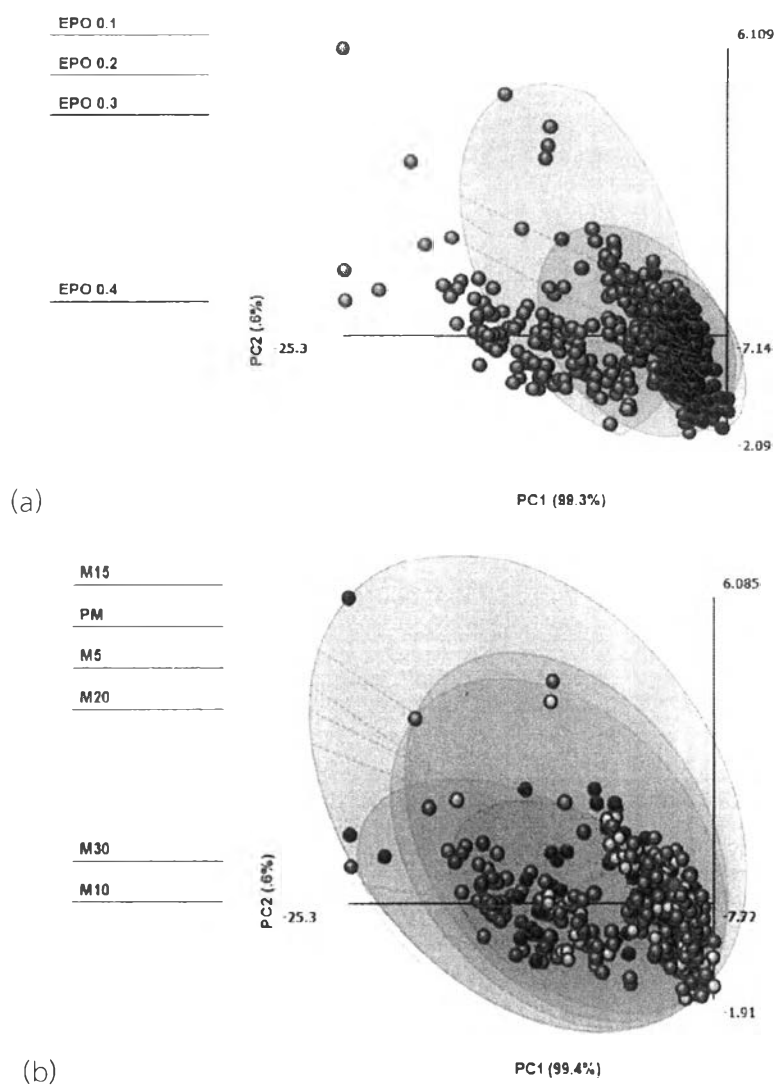 EPO 0.1
EPO 0.2
EPO 0.3
EPO 0.4
6.109
PC2 (.6%)
-25.3
-7.14
-2.09
(a)
PC1 (99.3%)
M15
PM
M5
M20
M30
M10
6.085
PC2 (.6%)
-25.3
-7.72
-1.91
(b)
PC1 (99.4%)